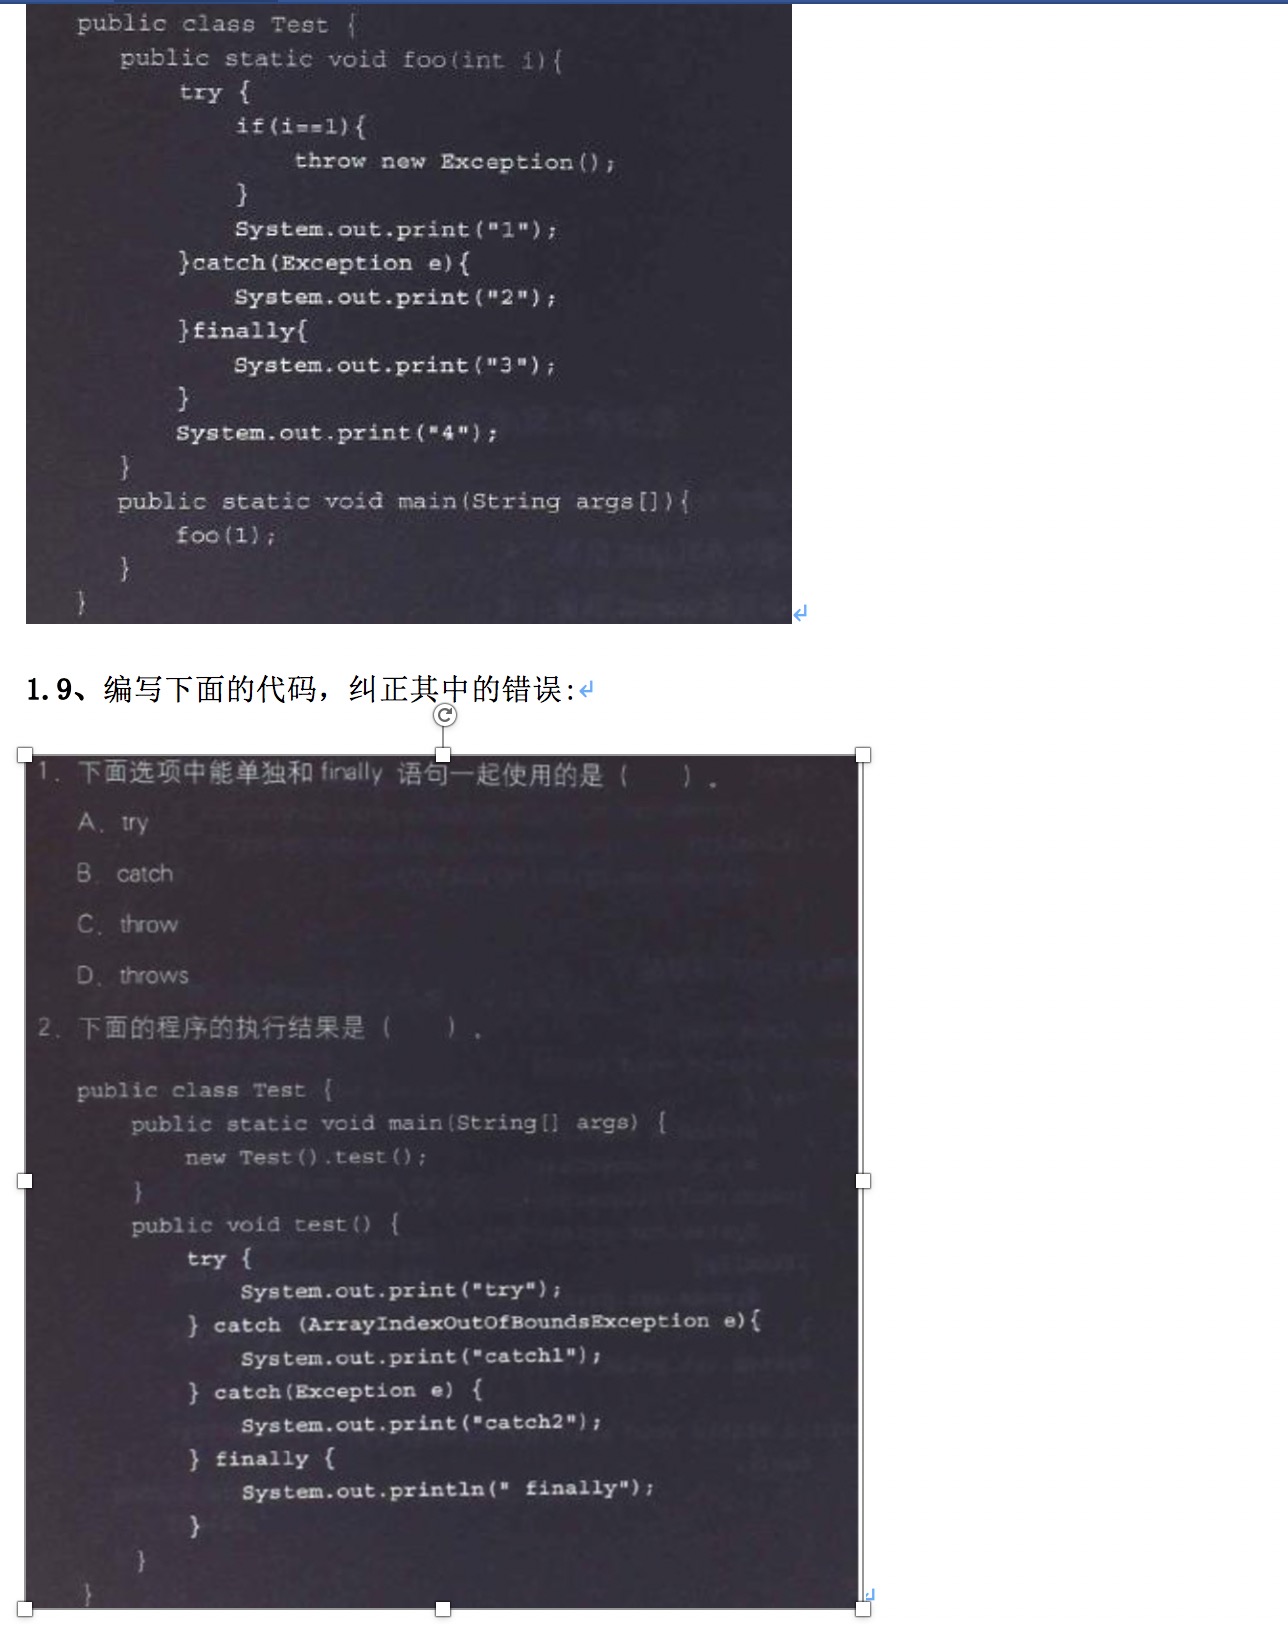 public class Test {
public static void foo(int i){
try {
if(i==1){
throw new Exception();
}
System.out.print("1");
}catch(Exception e){
System.out.print("2");
}finally{
System.out.print("3");
}
System.out.print("4");
}
public static void main(String args[]){
foo(1);
}
}
1.9、编写下面的代码，纠正其中的错误:
1. 下面选项中能单独和 finally 语句一起使用的是（ ）。
A. try
B. catch
C. throw
D. throws
2. 下面的程序的执行结果是（ ）。
public class Test {
public static void main(String[] args) {
new Test().test();
}
public void test() {
try {
System.out.print("try");
} catch (ArrayIndexOutOfBoundsException e){
System.out.print("catch1");
} catch(Exception e) {
System.out.print("catch2");
} finally {
System.out.println(" finally");
}
}
}